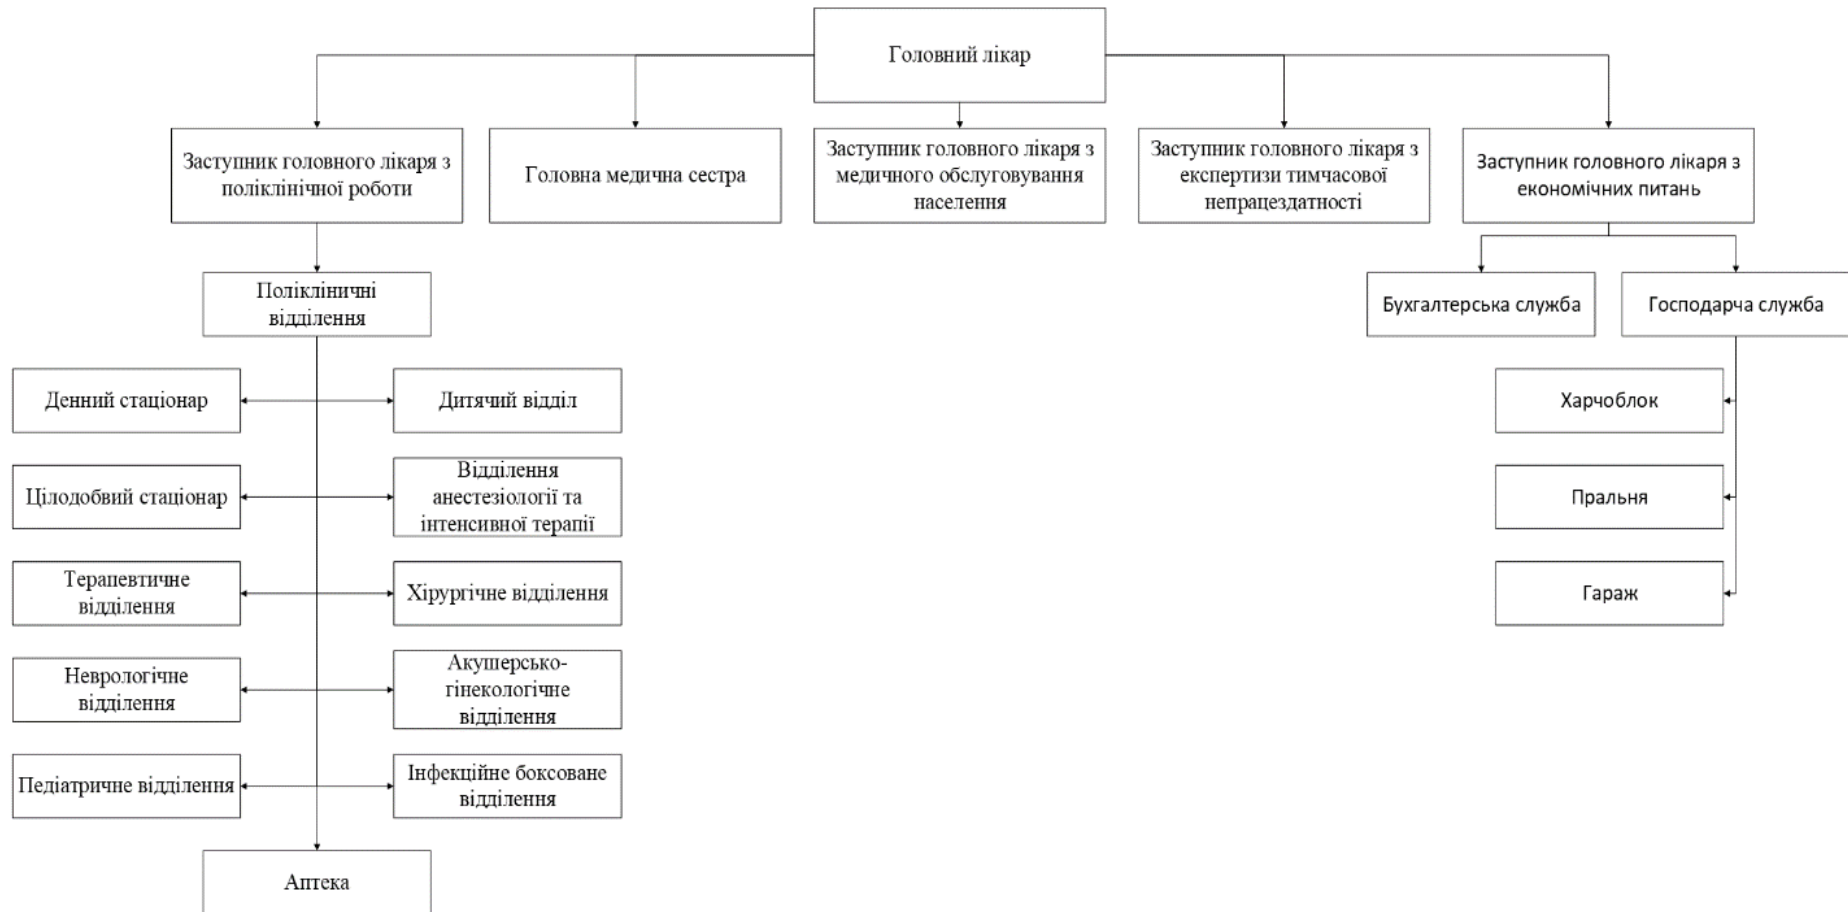 Головний лікар
Заступник головного лікаря з
поліклінічної роботи
Головна медична сестра
Заступник головного лікаря з
медичного обслуговування
населення
Заступник головного лікаря з
експертизи тимчасової
непрацездатності
Заступник головного лікаря з
економічних питань
Поліклiничні
відділення
Бухгалтерська служба
Господарча служба
Денний стаціонар
Дитячий відділ
Харчоблок
Цілодобвий стаціонар
Відділення
анестезіології та
інтенсивної терапії
Пральня
Терапевтичне
відділення
Хірургічне відділення
Гараж
Неврологічне
відділення
Акушерсько-
гінекологічне
відділення
Педіатричне відділення
Інфекційне боксоване
відділення
Аптека